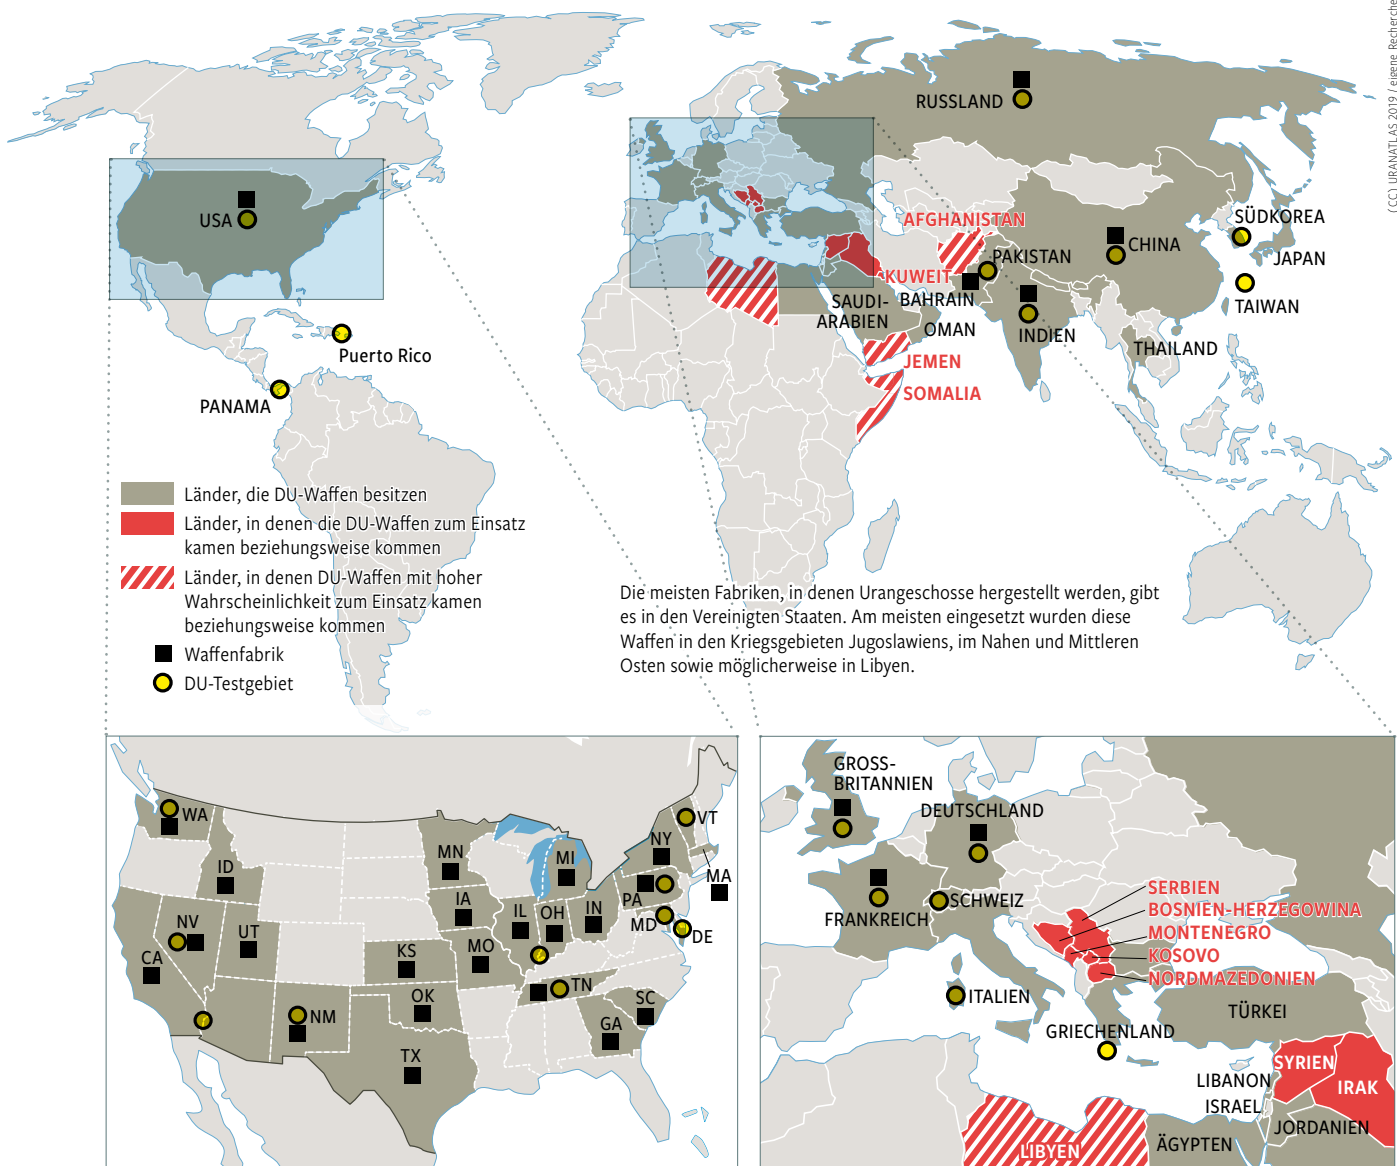 (CC) URANATLAS 2019 / eigene Recherche
RUSSLAND
USA
AFGHANISTAN
SÜDKOREA
CHINA
PAKISTAN
JAPAN
KUWEIT
SAUDI-
ARABIEN
BAHRAIN
TAIWAN
OMAN
INDIEN
THAILAND
Puerto Rico
JEMEN
PANAMA
SOMALIA
Länder, die DU-Waffen besitzen
Länder, in denen die DU-Waffen zum Einsatz
kamen beziehungsweise kommen
Länder, in denen DU-Waffen mit hoher
Wahrscheinlichkeit zum Einsatz kamen
beziehungsweise kommen
Waffenfabrik
DU-Testgebiet
Die meisten Fabriken, in denen Urangeschosse hergestellt werden, gibt
es in den Vereinigten Staaten. Am meisten eingesetzt wurden diese
Waffen in den Kriegsgebieten Jugoslawiens, im Nahen und Mittleren
Osten sowie möglicherweise in Libyen.
WA
VT
MN
MI
NY
ID
MA
IA
PA
NV
IL
OH
IN
MD
DE
UT
CA
KS
MO
TN
OK
NM
SC
GA
TX
GROSS-
BRITANNIEN
DEUTSCHLAND
FRANKREICH
SCHWEIZ
SERBIEN
BOSNIEN-HERZEGOWINA
MONTENEGRO
KOSOVO
NORDMAZEDONIEN
ITALIEN
TÜRKEI
GRIECHENLAND
SYRIEN
LIBANON
IRAK
ISRAEL
JORDANIEN
LIBYEN
ÄGYPTEN